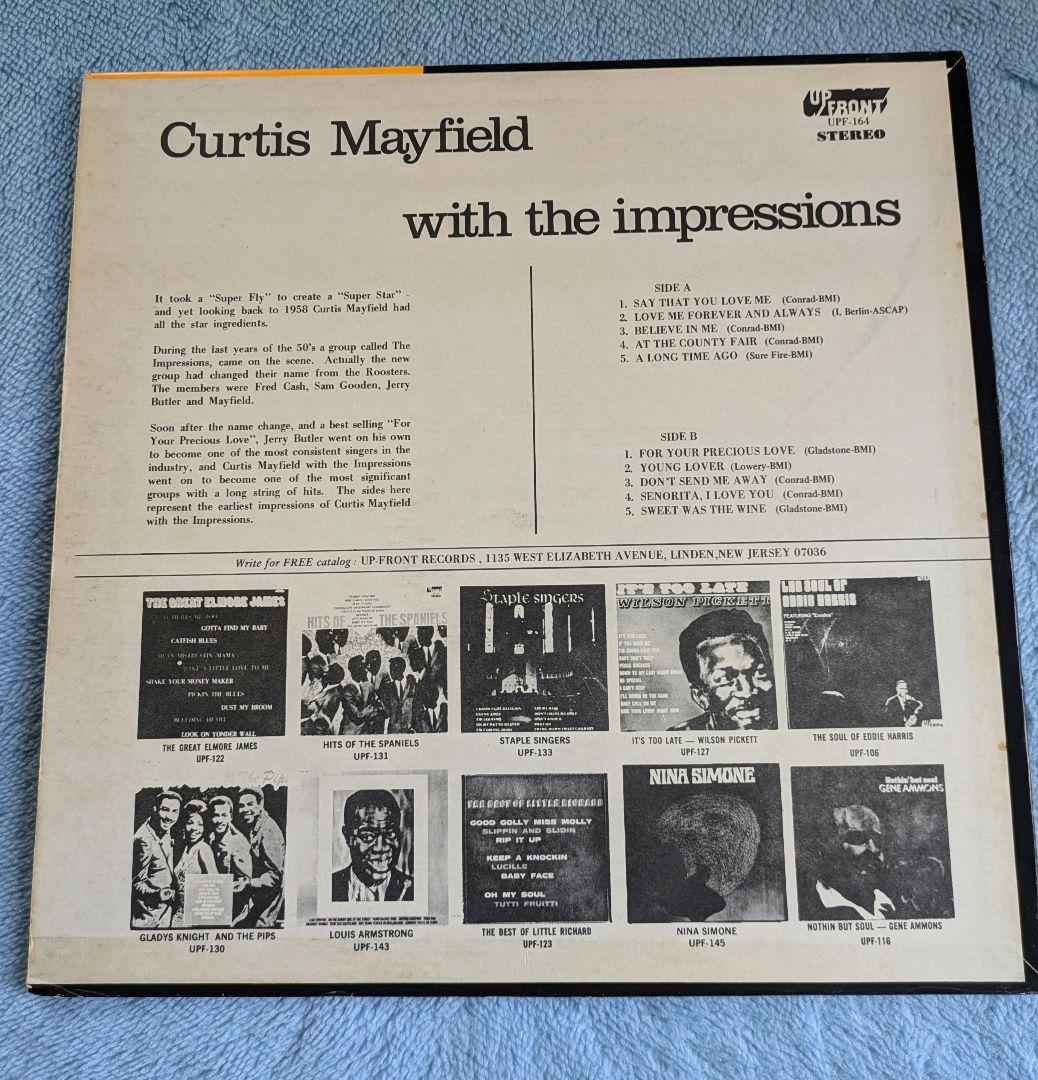 Curtis Mayfield
with the impressions
UP FRONT
UPF-164
STEREO
It took a "Super Fly" to create a "Super Star" -
and yet looking back to 1958 Curtis Mayfield had
all the star ingredients.
During the last years of the 50's a group called The
Impressions, came on the scene. Actually the new
group had changed their name from the Roosters.
The members were Fred Cash, Sam Gooden, Jerry
Butler and Mayfield.
Soon after the name change, and a best selling "For
Your Precious Love", Jerry Butler went on his own
to become one of the most consistent singers in the
industry, and Curtis Mayfield with the Impressions
went on to become one of the most significant
groups with a long string of hits. The sides here
represent the earliest impressions of Curtis Mayfield
with the Impressions.
SIDE A
1. SAY THAT YOU LOVE ME (Conrad-BMI)
2. LOVE ME FOREVER AND ALWAYS (I. Berlin-ASCAP)
3. BELIEVE IN ME (Conrad-BMI)
4. AT THE COUNTY FAIR (Conrad-BMI)
5. A LONG TIME AGO (Sure Fire-BMI)
SIDE B
1. FOR YOUR PRECIOUS LOVE (Gladstone-BMI)
2. YOUNG LOVER (Lowery-BMI)
3. DON'T SEND ME AWAY (Conrad-BMI)
4. SENORITA, I LOVE YOU (Conrad-BMI)
5. SWEET WAS THE WINE (Gladstone-BMI)
Write for FREE catalog : UP-FRONT RECORDS , 1135 WEST ELIZABETH AVENUE, LINDEN,NEW JERSEY 07036
THE GREAT ELMORE JAMES
GOTTA FIND MY BABY
CATFISH BLUES
SHAKE YOUR MONEY MAKER
PICKIN THE BLUES
DUST MY BROOM
LOOK ON YONDER WALL
THE GREAT ELMORE JAMES
UPF-122
HITS OF THE SPANIELS
HITS OF THE SPANIELS
UPF-131
Staple singers
STAPLE SINGERS
UPF-133
IT'S TOO LATE
WILSON PICKETT
IT'S TOO LATE — WILSON PICKETT
UPF-127
THE SOUL OF
EDDIE HARRIS
FEATURING "Exodus"
THE SOUL OF EDDIE HARRIS
UPF-106
& The Pips
GLADYS KNIGHT AND THE PIPS
UPF-130
LOUIS ARMSTRONG
UPF-143
THE BEST OF LITTLE RICHARD
GOOD GOLLY MISS MOLLY
SLIPPIN AND SLIDIN
RIP IT UP
KEEP A KNOCKIN
LUCILLE
BABY FACE
OH MY SOUL
TUTTI FRUITTI
THE BEST OF LITTLE RICHARD
UPF-123
NINA SIMONE
NINA SIMONE
UPF-145
Nothin' but soul
GENE AMMONS
NOTHIN BUT SOUL — GENE AMMONS
UPF-116